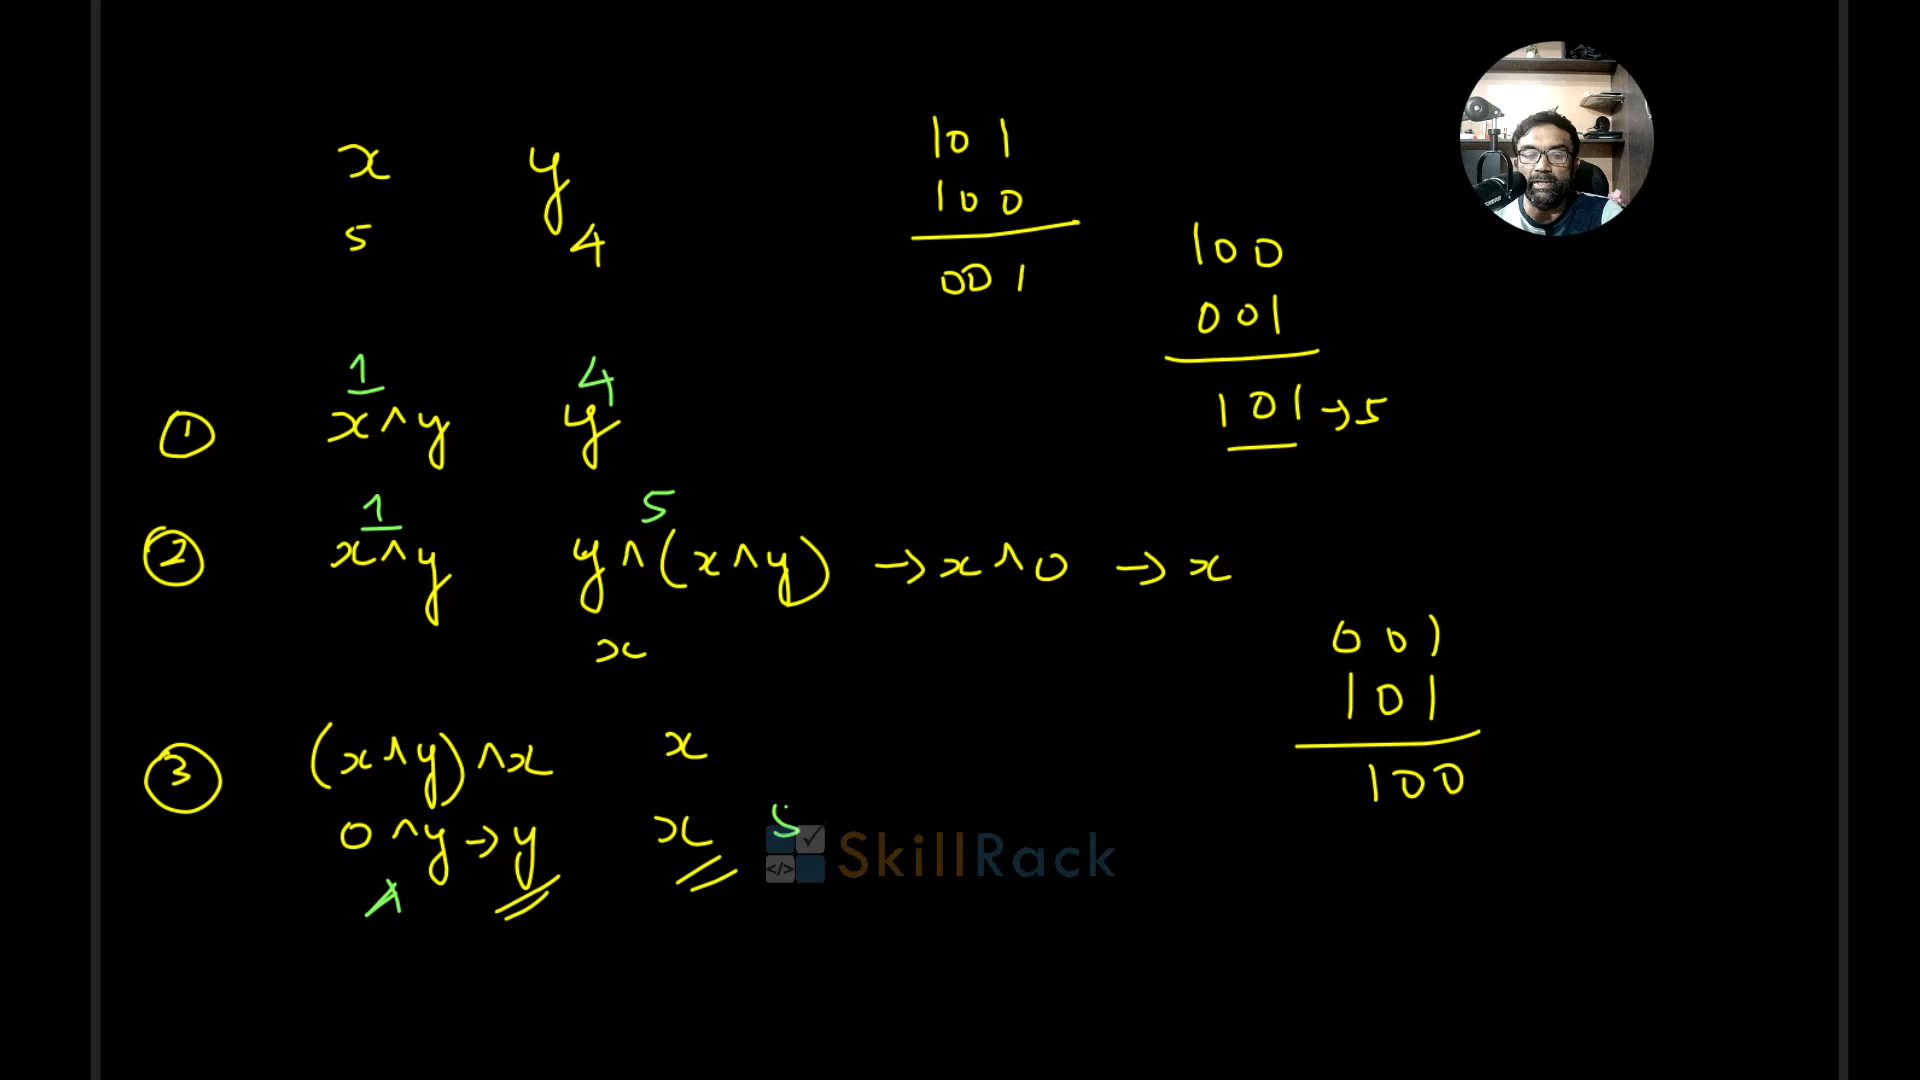 x y
5 4
101
100
001
100
001
101 → 5
1 4
① x ^ y y
1 5
② x ^ y y ^ (x ^ y) → x ^ 0 → x
x
001
101
100
③ (x ^ y) ^ x x
0 ^ y → y x 5
4
SkillRack